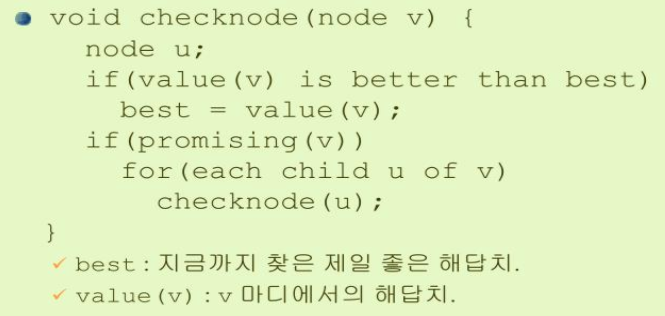 void checknode(node v) {
node u;
if(value(v) is better than best)
best = value(v);
if(promising(v))
for(each child u of v)
checknode(u);
}
✓ best : 지금까지 찾은 제일 좋은 해답치.
✓ value(v) : v 마디에서의 해답치.